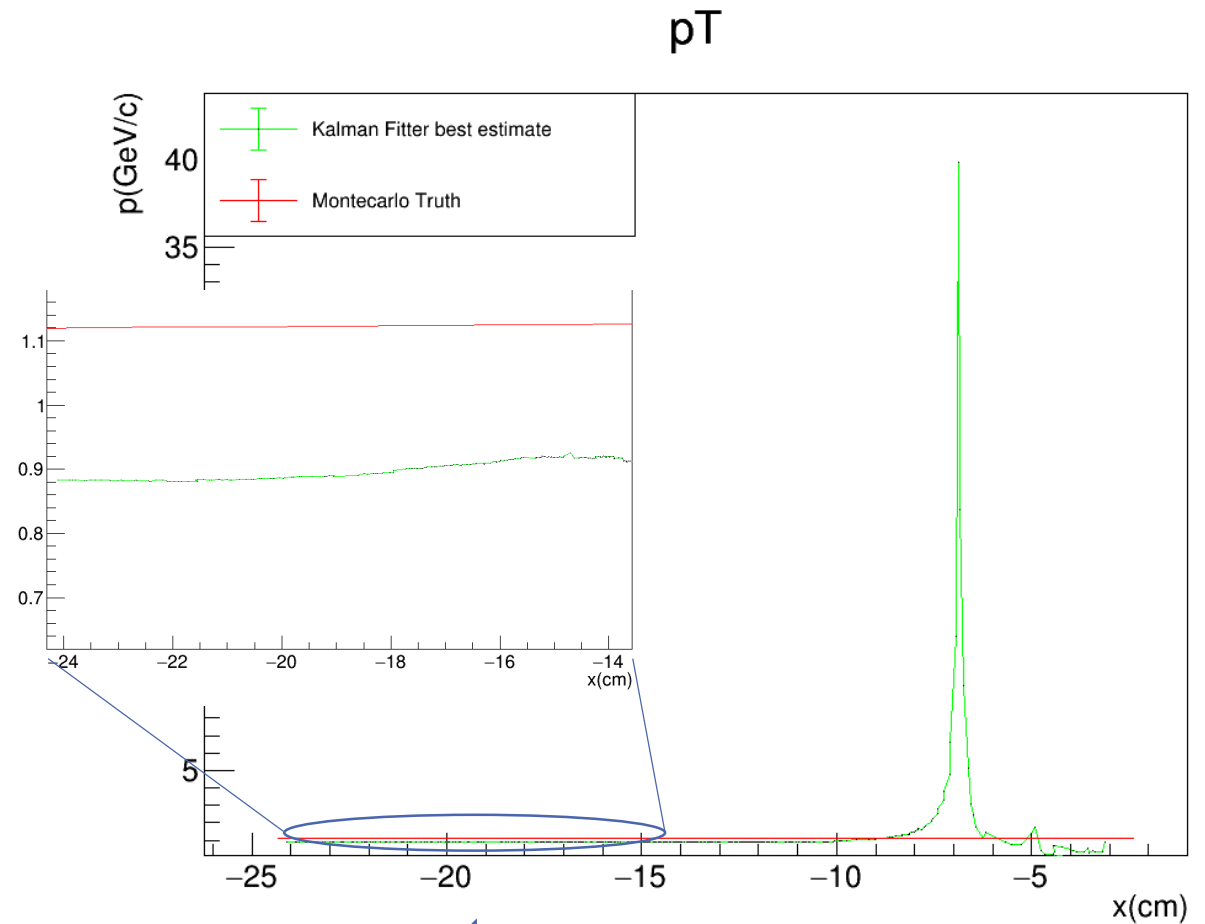 pT
p(GeV/c)
Kalman Fitter best estimate
Montecarlo Truth
40
35
1.1
1
0.9
0.8
0.7
−24 −22 −20 −18 −16 −14
x(cm)
5
−25 −20 −15 −10 −5
x(cm)